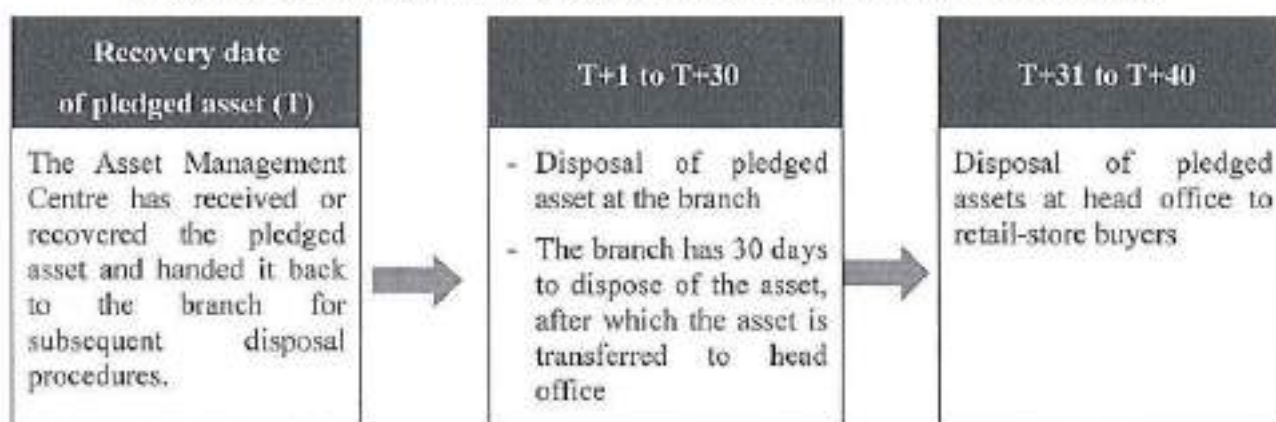 Recovery date
of pledged asset (T)
The Asset Management
Centre has received or
recovered the pledged
asset and handed it back
to the branch for
subsequent disposal
procedures.
T+1 to T+30
- Disposal of pledged
asset at the branch
- The branch has 30 days
to dispose of the asset,
after which the asset is
transferred to head
office
T+31 to T+40
Disposal of pledged
assets at head office to
retail-store buyers